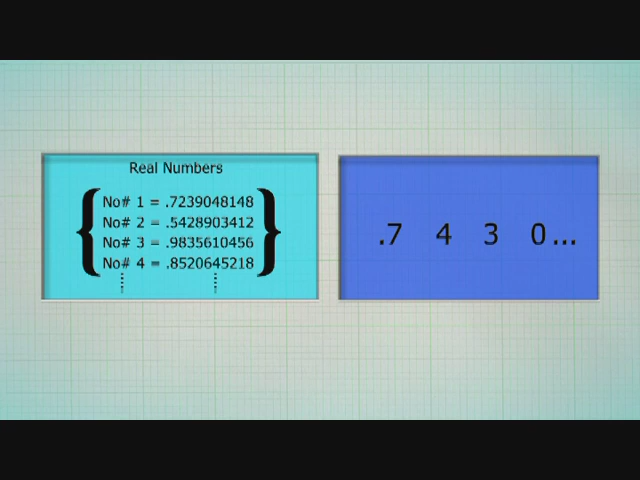 Real Numbers
No# 1 = .7239048148
No# 2 = .5428903412
No# 3 = .9835610456
No# 4 = .8520645218
.7 4 3 0...